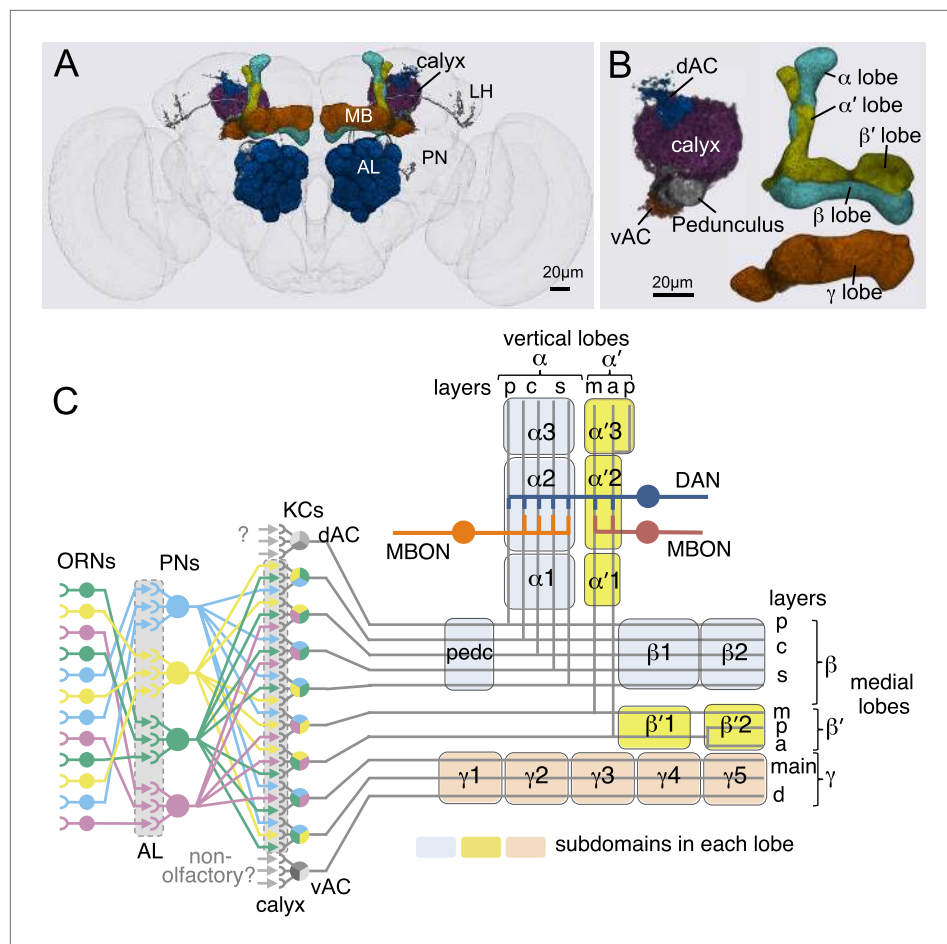 A
calyx
LH
MB
AL
PN
20µm
B
dAC
calyx
vAC
Pedunculus
20µm
α lobe
α′ lobe
β′ lobe
β lobe
γ lobe
C
vertical lobes
α α′
layers p c s m a p
α3 α′3
α2 α′2
DAN
MBON MBON
α1 α′1
KCs
? dAC
ORNs PNs
layers
p
c
s
β
pedc β1 β2
medial
lobes
m
p
a
β′
β′1 β′2
main
d
γ
γ1 γ2 γ3 γ4 γ5
subdomains in each lobe
AL
non-
olfactory?
vAC
calyx